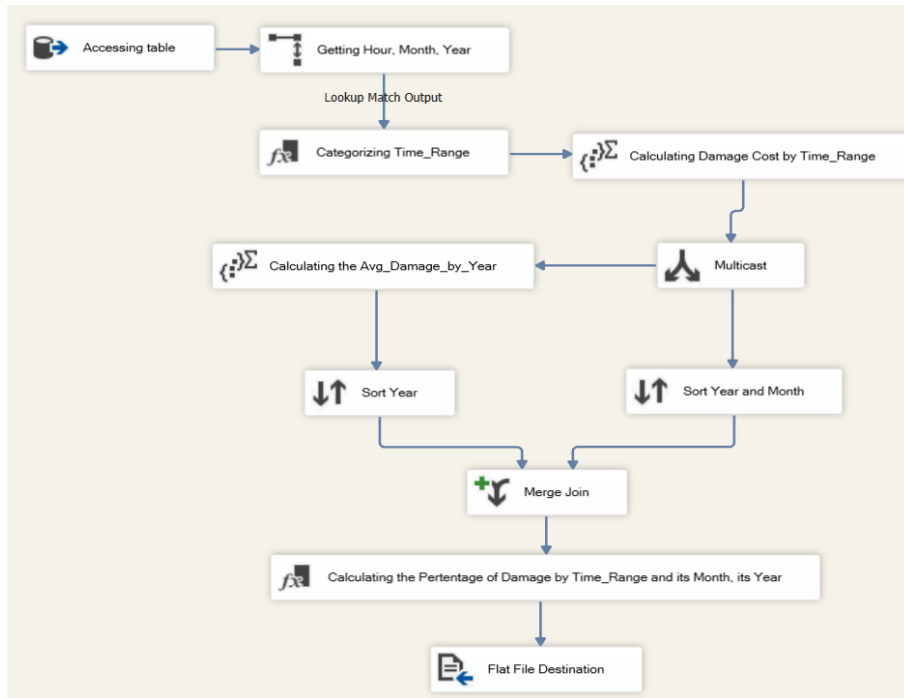 Accessing table
Getting Hour, Month, Year
Lookup Match Output
Categorizing Time_Range
Calculating Damage Cost by Time_Range
Calculating the Avg_Damage_by_Year
Multicast
Sort Year
Sort Year and Month
Merge Join
Calculating the Pertentage of Damage by Time_Range and its Month, its Year
Flat File Destination